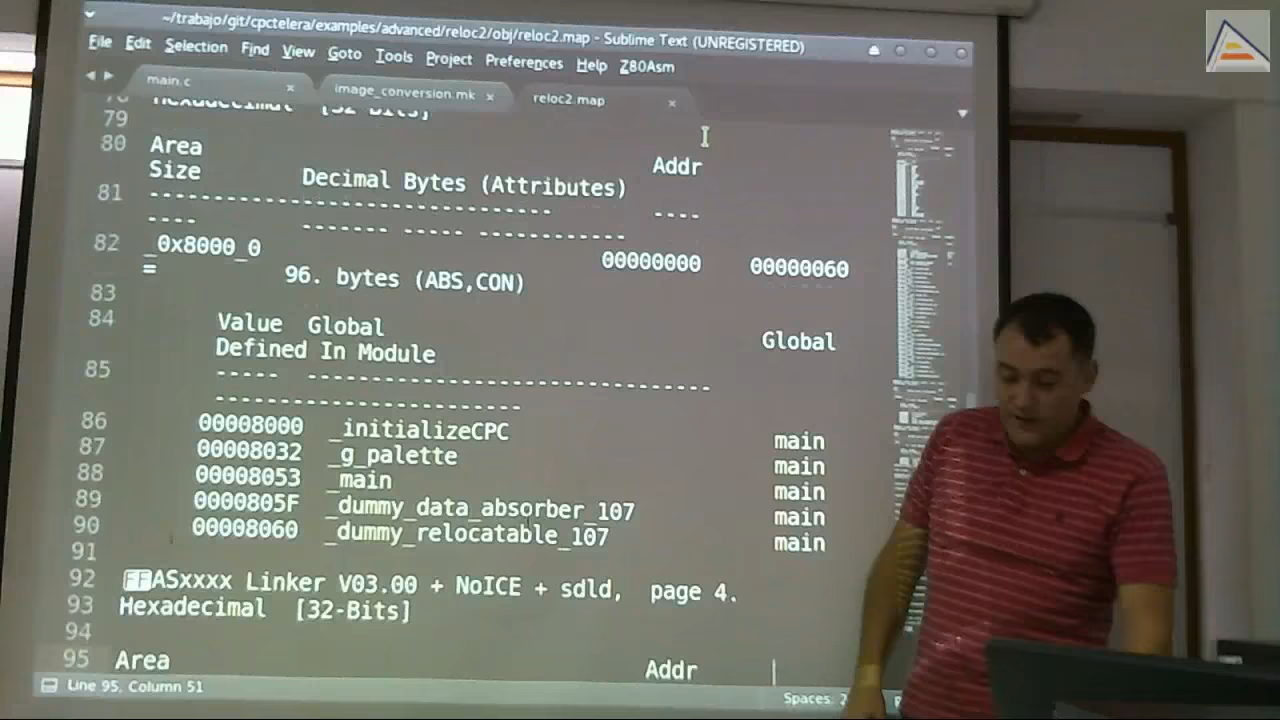 ~/trabajo/git/cpctelera/examples/advanced/reloc2/obj/reloc2.map - Sublime Text (UNREGISTERED)
File Edit Selection Find View Goto Tools Project Preferences Help Z80Asm
main.c × image_conversion.mk × reloc2.map ×
78 Hexadecimal [32-Bits]
79
80 Area Addr
Size Decimal Bytes (Attributes)
81 -------------------------------- ----
---- ------- ----- ------------
82 _0x8000_0 00000000 00000060
= 96. bytes (ABS,CON)
83
84 Value Global Global
Defined In Module
85 ----- --------------------------------
------------------------
86 00008000 _initializeCPC main
87 00008032 _g_palette main
88 00008053 _main main
89 0000805F _dummy_data_absorber_107 main
90 00008060 _dummy_relocatable_107 main
91
92 FFASxxxx Linker V03.00 + NoICE + sdld, page 4.
93 Hexadecimal [32-Bits]
94
95 Area Addr
Line 95, Column 51 Spaces: